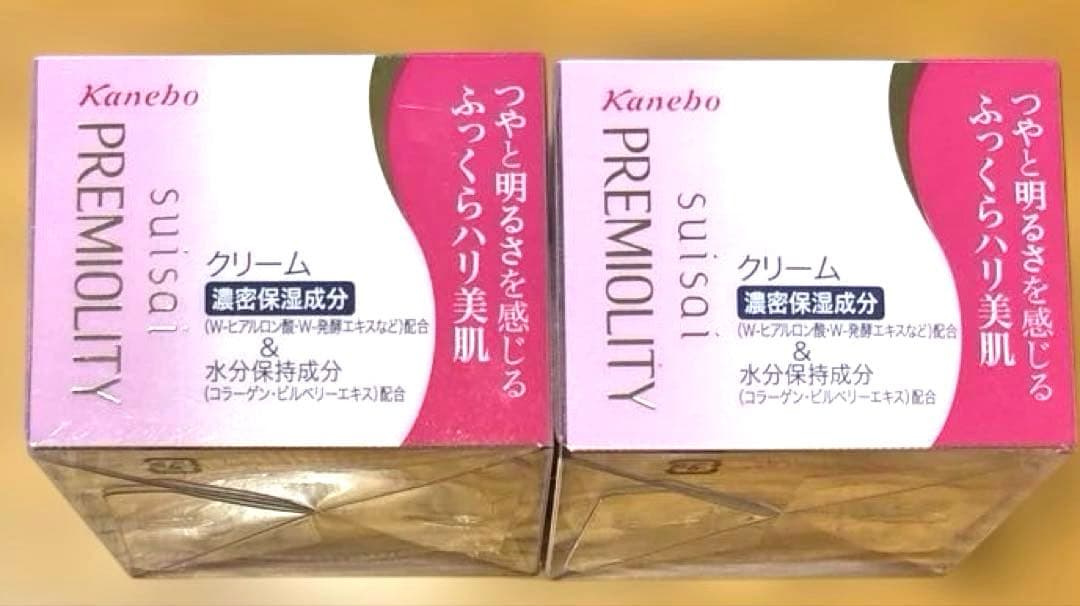 Kanebo
suisai
PREMIOLITY
クリーム
濃密保湿成分
(W-ヒアルロン酸・W-発酵エキスなど)配合
&
水分保持成分
(コラーゲン・ビルベリーエキス)配合
つやと明るさを感じる
ふっくらハリ美肌
Kanebo
suisai
PREMIOLITY
クリーム
濃密保湿成分
(W-ヒアルロン酸・W-発酵エキスなど)配合
&
水分保持成分
(コラーゲン・ビルベリーエキス)配合
つやと明るさを感じる
ふっくらハリ美肌